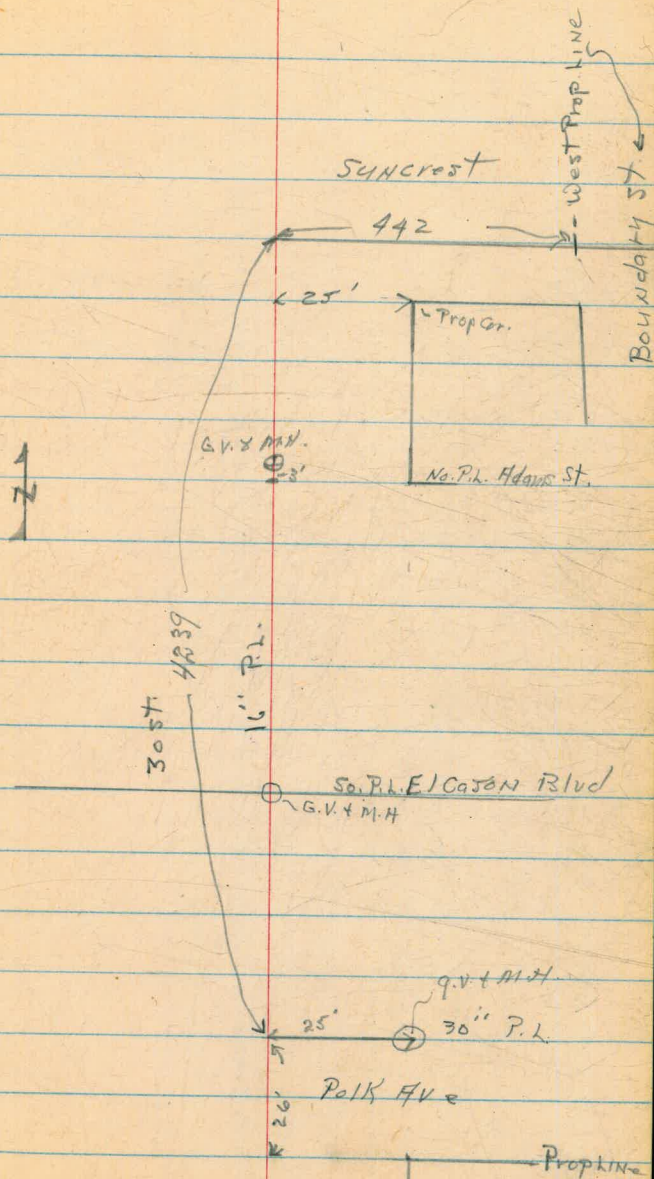 West Prop. LINE
Suncrest
442
Boundary St.
25'
Prop Cor.
G.V. & M.H.
3'
No. P.L. Adams St.
N
4239
16" P.L.
30 St.
So. P.L. El Cajon Blvd
G.V. & M.H
G.V. & M.H.
25'
30" P.L.
Polk Ave
26'
Prop LINE